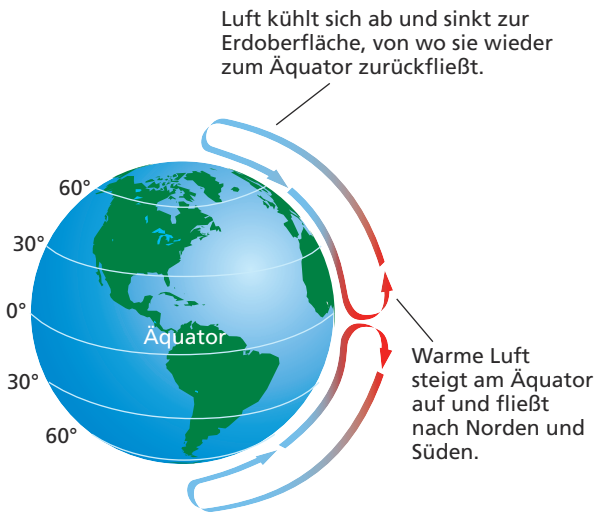 Luft kühlt sich ab und sinkt zur
Erdoberfläche, von wo sie wieder
zum Äquator zurückfließt.
60°
30°
0°
Äquator
30°
60°
Warme Luft
steigt am Äquator
auf und fließt
nach Norden und
Süden.